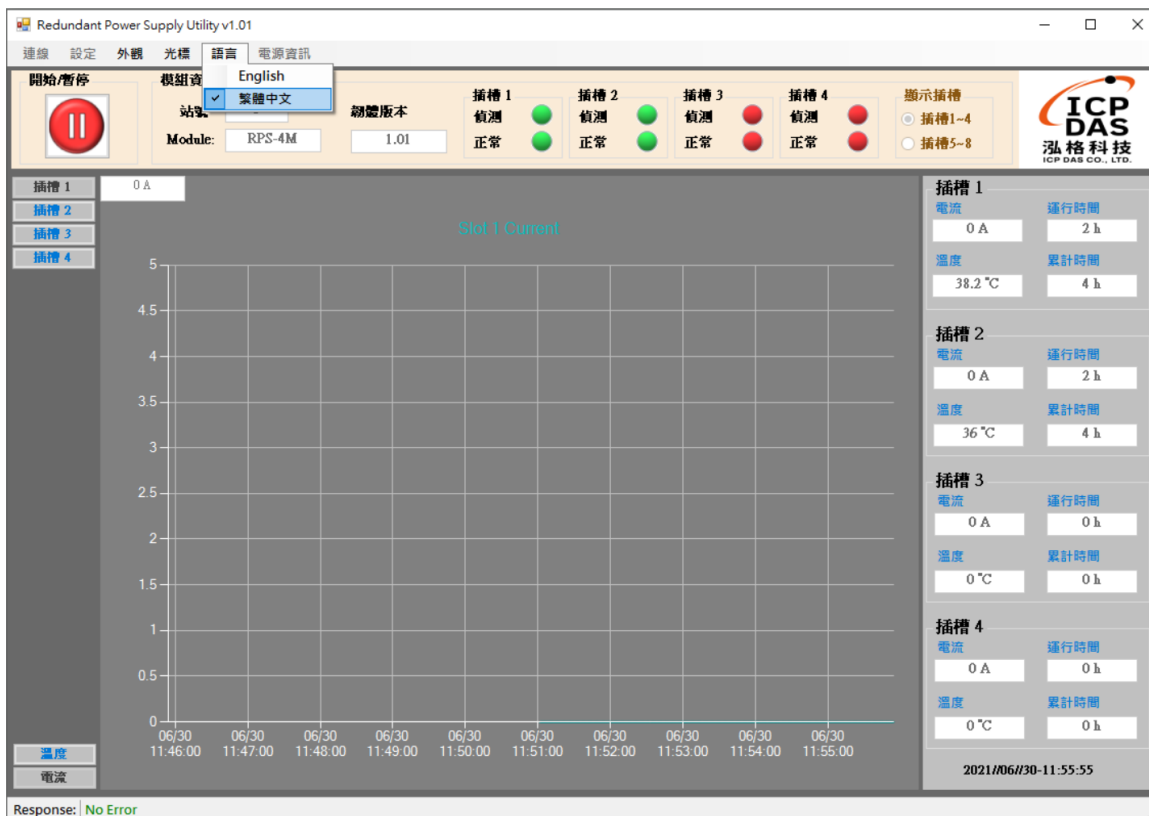 Redundant Power Supply Utility v1.01
連線 設定 外觀 光標 語言 電源資訊
English
繁體中文
開始/暫停
站號
Module: RPS-4M
韌體版本
1.01
插槽 1
偵測
正常
插槽 2
偵測
正常
插槽 3
偵測
正常
插槽 4
偵測
正常
顯示插槽
插槽1~4
插槽5~8
ICP
DAS
泓格科技
ICP DAS CO., LTD.
插槽 1
插槽 2
插槽 3
插槽 4
0 A
Slot 1 Current
5
4.5
4
3.5
3
2.5
2
1.5
1
0.5
0
06/30 06/30 06/30 06/30 06/30 06/30 06/30 06/30 06/30 06/30
11:46:00 11:47:00 11:48:00 11:49:00 11:50:00 11:51:00 11:52:00 11:53:00 11:54:00 11:55:00
溫度
電流
插槽 1
電流 運行時間
0 A 2 h
溫度 累計時間
38.2 °C 4 h
插槽 2
電流 運行時間
0 A 2 h
溫度 累計時間
36 °C 4 h
插槽 3
電流 運行時間
0 A 0 h
溫度 累計時間
0 °C 0 h
插槽 4
電流 運行時間
0 A 0 h
溫度 累計時間
0 °C 0 h
2021//06//30-11:55:55
Response: No Error